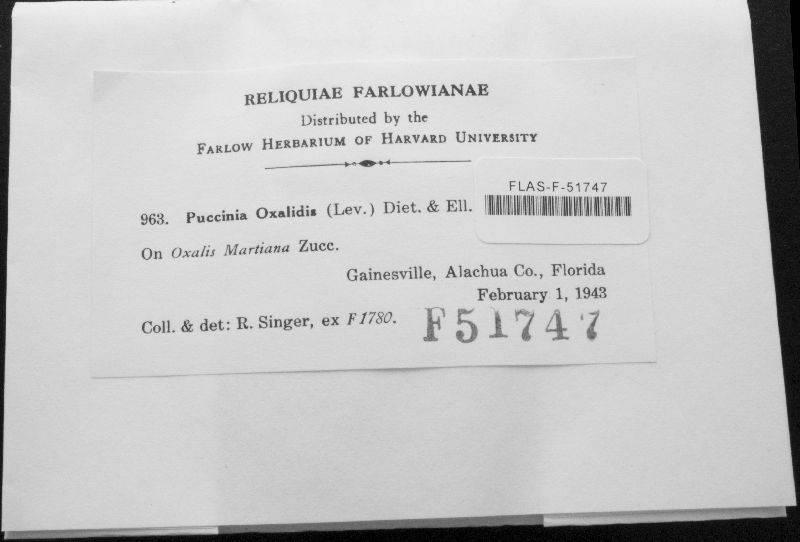 RELIQUIAE FARLOWIANAE
Distributed by the
FARLOW HERBARIUM OF HARVARD UNIVERSITY
FLAS-F-51747
963. Puccinia Oxalidis (Lev.) Diet. & Ell.
On Oxalis Martiana Zucc.
Gainesville, Alachua Co., Florida
February 1, 1943
Coll. & det: R. Singer, ex F1780.
F51747